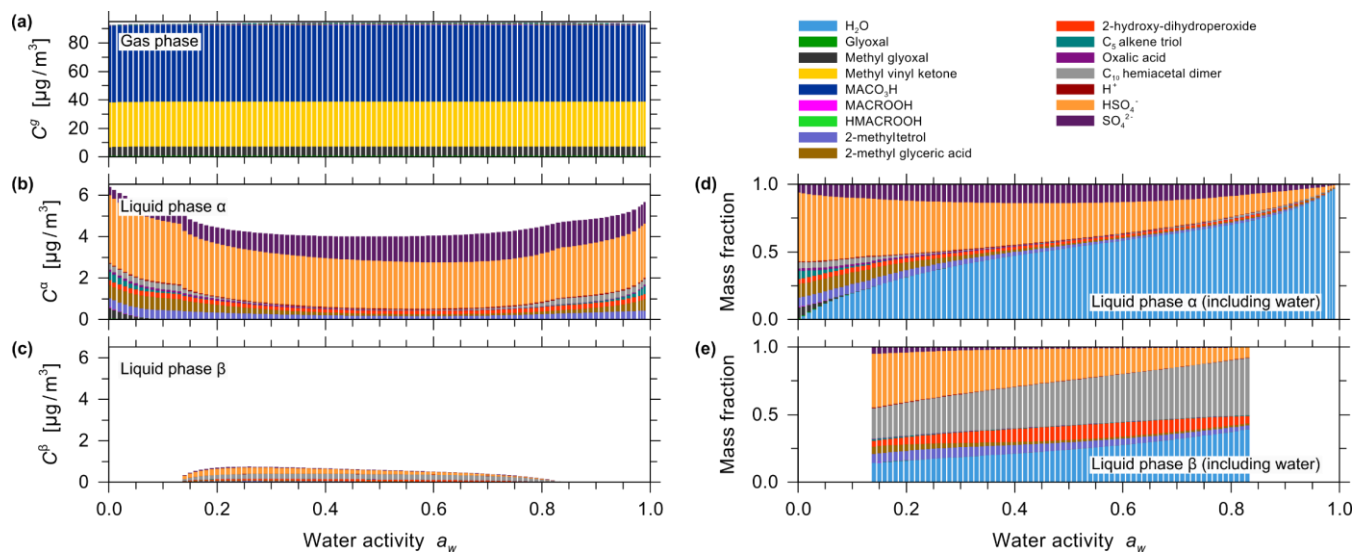 (a)
Gas phase
C^g [µg / m³]
80
60
40
20
0
H₂O
Glyoxal
Methyl glyoxal
Methyl vinyl ketone
MACO₃H
MACROOH
HMACROOH
2-methyltetrol
2-methyl glyceric acid
2-hydroxy-dihydroperoxide
C₅ alkene triol
Oxalic acid
C₁₀ hemiacetal dimer
H⁺
HSO₄⁻
SO₄²⁻
(b)
Liquid phase α
C^α [µg / m³]
6
4
2
0
(c)
Liquid phase β
C^β [µg / m³]
6
4
2
0
0.0 0.2 0.4 0.6 0.8 1.0
Water activity a_w
(d)
Mass fraction
1.0
0.5
0.0
Liquid phase α (including water)
(e)
Mass fraction
1.0
0.5
0.0
Liquid phase β (including water)
0.0 0.2 0.4 0.6 0.8 1.0
Water activity a_w